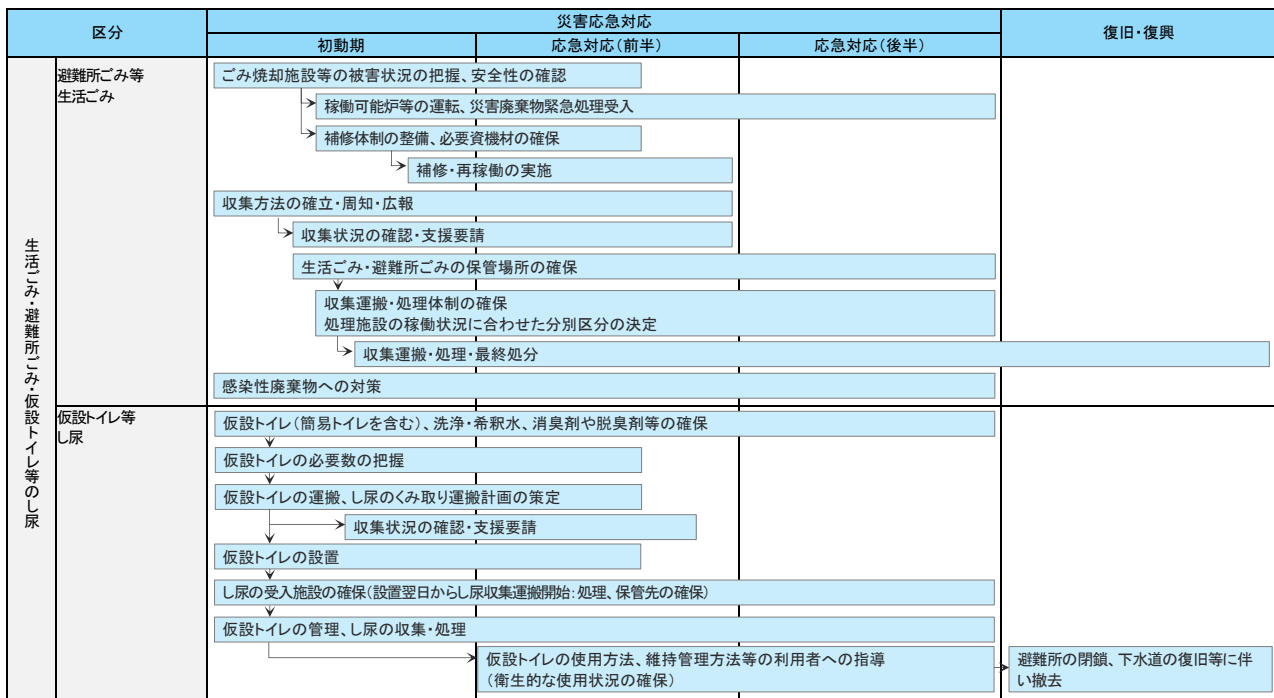 区分
災害応急対応
復旧・復興
初動期
応急対応(前半)
応急対応(後半)
生活ごみ・避難所ごみ・仮設トイレ等のし尿
避難所ごみ等
生活ごみ
ごみ焼却施設等の被害状況の把握、安全性の確認
稼働可能炉等の運転、災害廃棄物緊急処理受入
補修体制の整備、必要資機材の確保
補修・再稼働の実施
収集方法の確立・周知・広報
収集状況の確認・支援要請
生活ごみ・避難所ごみの保管場所の確保
収集運搬・処理体制の確保
処理施設の稼働状況に合わせた分別区分の決定
収集運搬・処理・最終処分
感染性廃棄物への対策
仮設トイレ等
し尿
仮設トイレ(簡易トイレを含む)、洗浄・希釈水、消臭剤や脱臭剤等の確保
仮設トイレの必要数の把握
仮設トイレの運搬、し尿のくみ取り運搬計画の策定
収集状況の確認・支援要請
仮設トイレの設置
し尿の受入施設の確保(設置翌日からし尿収集運搬開始:処理、保管先の確保)
仮設トイレの管理、し尿の収集・処理
仮設トイレの使用方法、維持管理方法等の利用者への指導
(衛生的な使用状況の確保)
避難所の閉鎖、下水道の復旧等に伴
い撤去